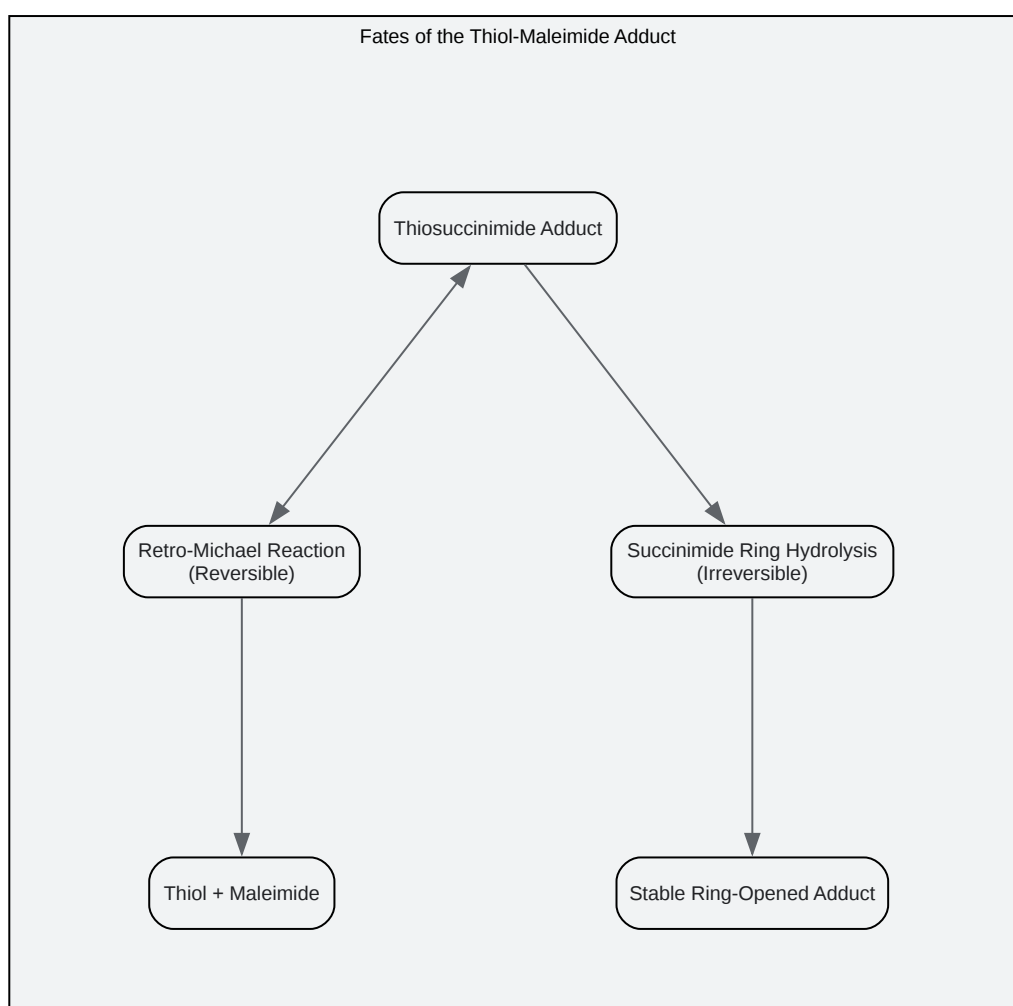 Fates of the Thiol-Maleimide Adduct
Thiosuccinimide Adduct
Retro-Michael Reaction
(Reversible)
Succinimide Ring Hydrolysis
(Irreversible)
Thiol + Maleimide
Stable Ring-Opened Adduct